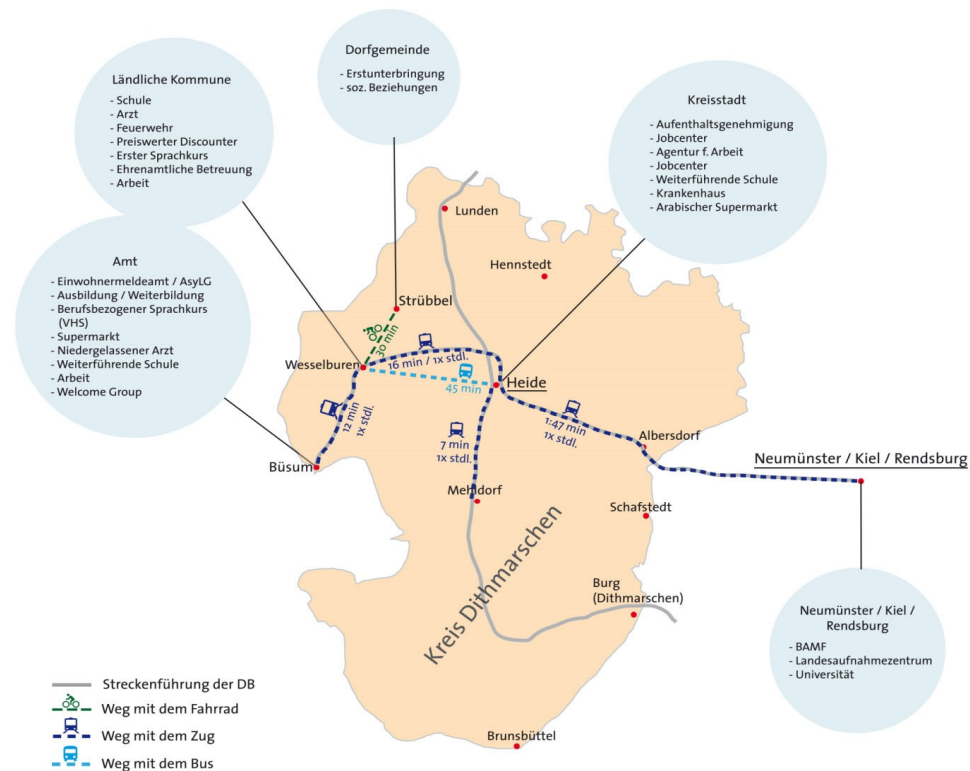 Dorfgemeinde
- Erstunterbringung
- soz. Beziehungen
Ländliche Kommune
- Schule
- Arzt
- Feuerwehr
- Preiswerter Discounter
- Erster Sprachkurs
- Ehrenamtliche Betreuung
- Arbeit
Kreisstadt
- Aufenthaltsgenehmigung
- Jobcenter
- Agentur f. Arbeit
- Jobcenter
- Weiterführende Schule
- Krankenhaus
- Arabischer Supermarkt
Amt
- Einwohnermeldeamt / AsyLG
- Ausbildung / Weiterbildung
- Berufsbezogener Sprachkurs
(VHS)
- Supermarkt
- Niedergelassener Arzt
- Weiterführende Schule
- Arbeit
- Welcome Group
Lunden
Hennstedt
Strübbel
30 min
Wesselburen
16 min / 1x stdl.
45 min
Heide
12 min
1x stdl.
7 min
1x stdl.
1:47 min
1x stdl.
Albersdorf
Büsum
Mehldorf
Neumünster / Kiel / Rendsburg
Schafstedt
Kreis Dithmarschen
Burg
(Dithmarschen)
Brunsbüttel
Neumünster / Kiel /
Rendsburg
- BAMF
- Landesaufnahmezentrum
- Universität
Streckenführung der DB
Weg mit dem Fahrrad
Weg mit dem Zug
Weg mit dem Bus